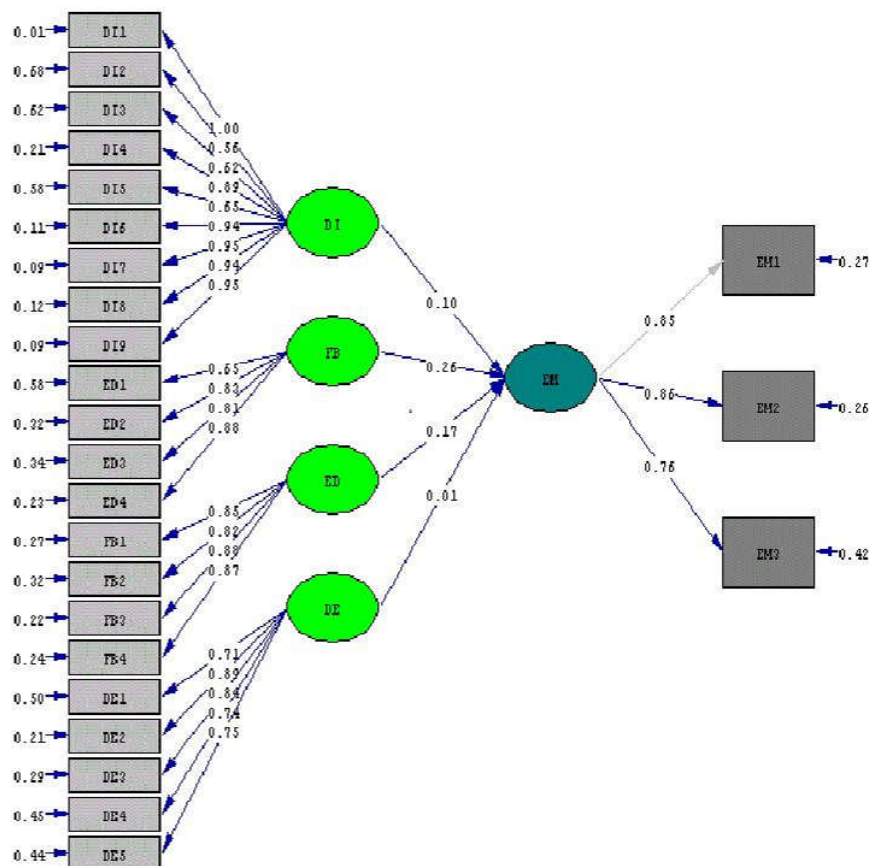 0.01 DI1
0.68 DI2
0.62 DI3
0.21 DI4
0.58 DI5
0.11 DI6
0.09 DI7
0.12 DI8
0.09 DI9
0.58 ED1
0.32 ED2
0.34 ED3
0.23 ED4
0.27 FB1
0.32 FB2
0.22 FB3
0.24 FB4
0.50 DE1
0.21 DE2
0.29 DE3
0.45 DE4
0.44 DE5
1.00
0.56
0.62
0.89
0.65
0.94
0.95
0.94
0.95
0.65
0.83
0.81
0.88
0.85
0.82
0.88
0.87
0.71
0.89
0.84
0.74
0.75
DI
FB
ED
DE
0.10
0.26
0.17
0.01
EM
0.85
0.86
0.76
EM1 0.27
EM2 0.26
EM3 0.42